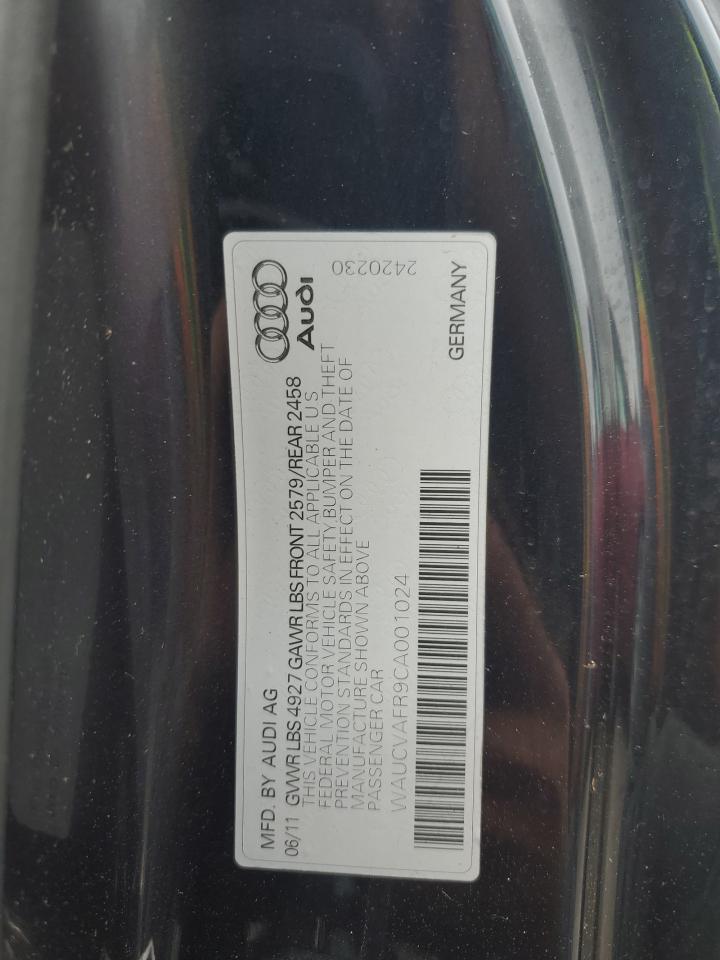 MFD. BY AUDI AG
06/11 GVWR LBS 4927 GAWR LBS FRONT 2579/REAR 2458
THIS VEHICLE CONFORMS TO ALL APPLICABLE U S
FEDERAL MOTOR VEHICLE SAFETY BUMPER AND THEFT
PREVENTION STANDARDS IN EFFECT ON THE DATE OF
MANUFACTURE SHOWN ABOVE
PASSENGER CAR
WAUCVAFR9CA001024
Audi
2420230
GERMANY